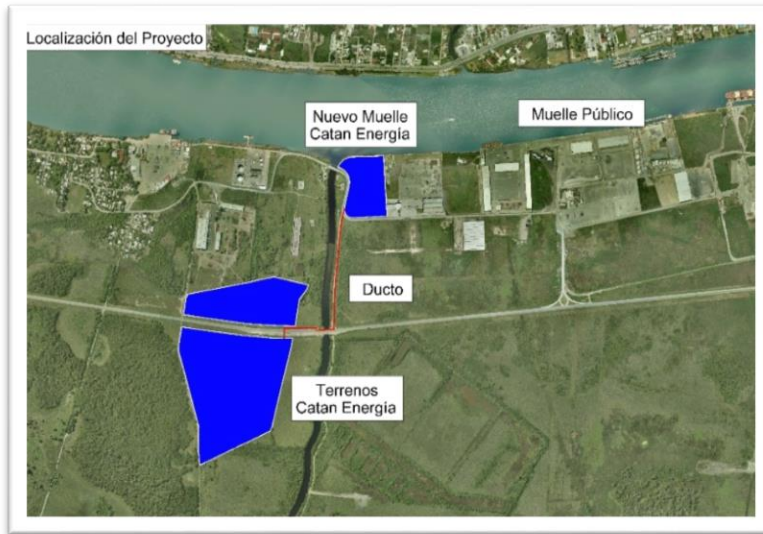 Localización del Proyecto
Nuevo Muelle
Catan Energía
Muelle Público
Ducto
Terrenos
Catan Energía